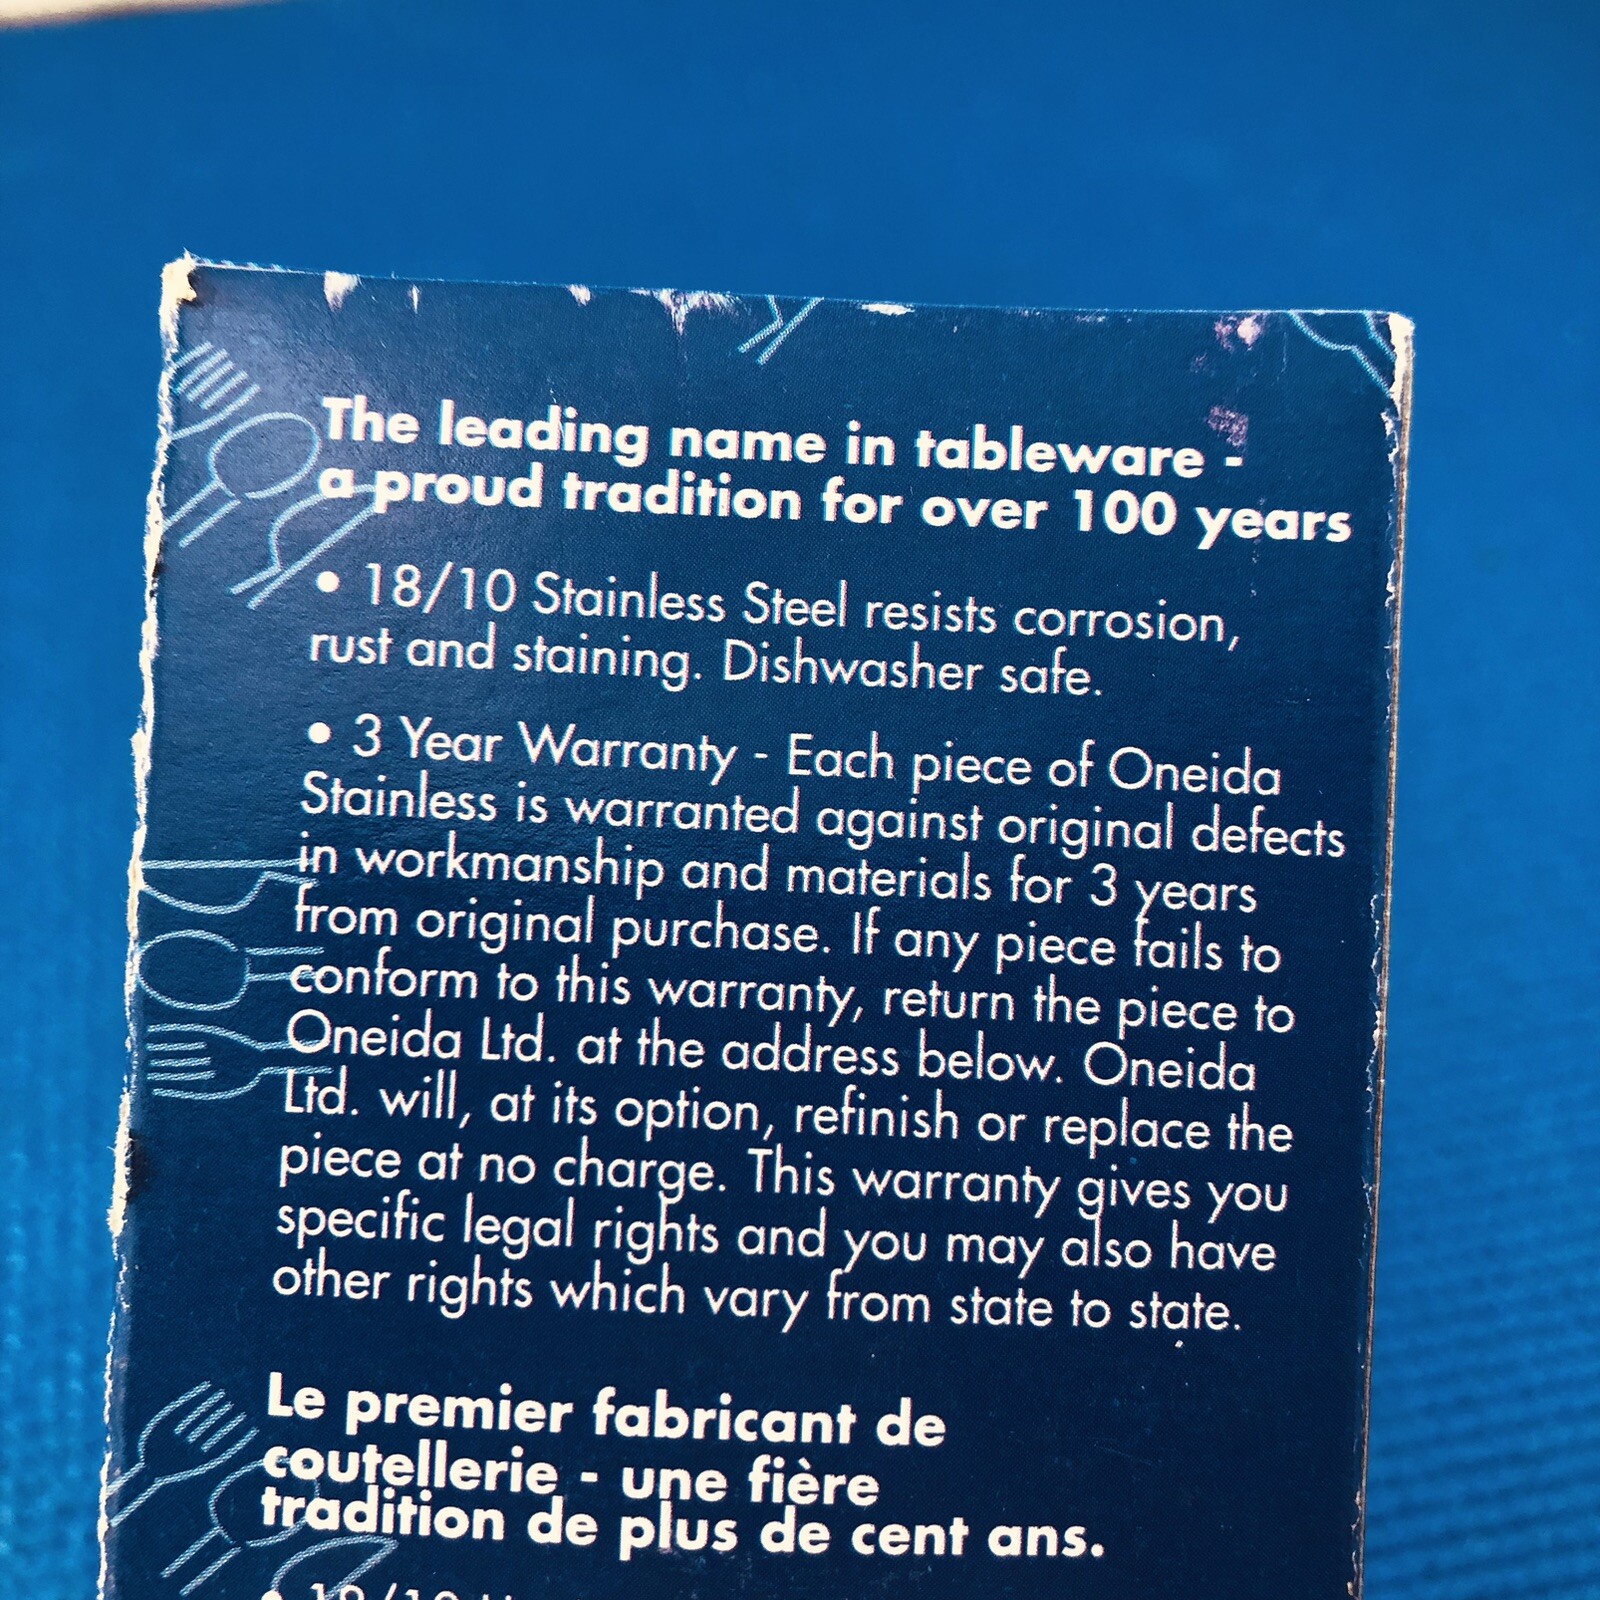 The leading name in tableware -
a proud tradition for over 100 years
• 18/10 Stainless Steel resists corrosion,
rust and staining. Dishwasher safe.
• 3 Year Warranty - Each piece of Oneida
Stainless is warranted against original defects
in workmanship and materials for 3 years
from original purchase. If any piece fails to
conform to this warranty, return the piece to
Oneida Ltd. at the address below. Oneida
Ltd. will, at its option, refinish or replace the
piece at no charge. This warranty gives you
specific legal rights and you may also have
other rights which vary from state to state.
Le premier fabricant de
coutellerie - une fière
tradition de plus de cent ans.
• 18/10